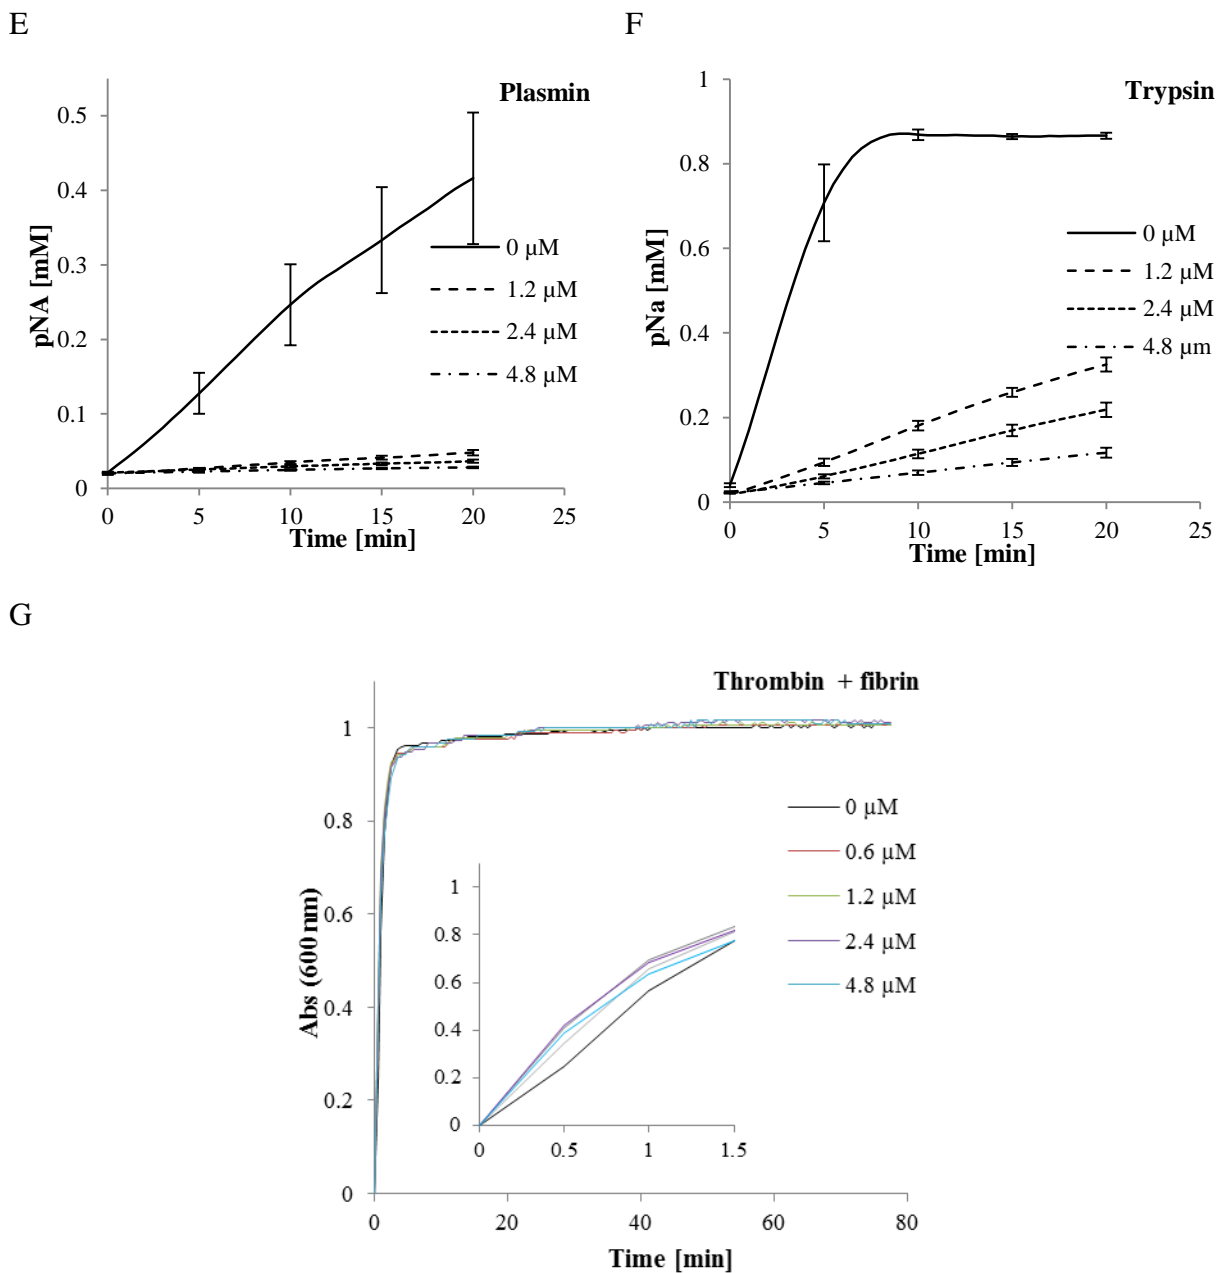 E
Plasmin
0.5
0.4
0.3
0.2
0.1
0
pNA [mM]
0 µM
1.2 µM
2.4 µM
4.8 µM
0 5 10 15 20 25
Time [min]
F
Trypsin
1
0.8
0.6
0.4
0.2
0
pNa [mM]
0 µM
1.2 µM
2.4 µM
4.8 µm
0 5 10 15 20 25
Time [min]
G
Thrombin + fibrin
1
0.8
0.6
0.4
0.2
0
Abs (600 nm)
0 µM
0.6 µM
1.2 µM
2.4 µM
4.8 µM
1
0.8
0.6
0.4
0.2
0
0 0.5 1 1.5
0 20 40 60 80
Time [min]